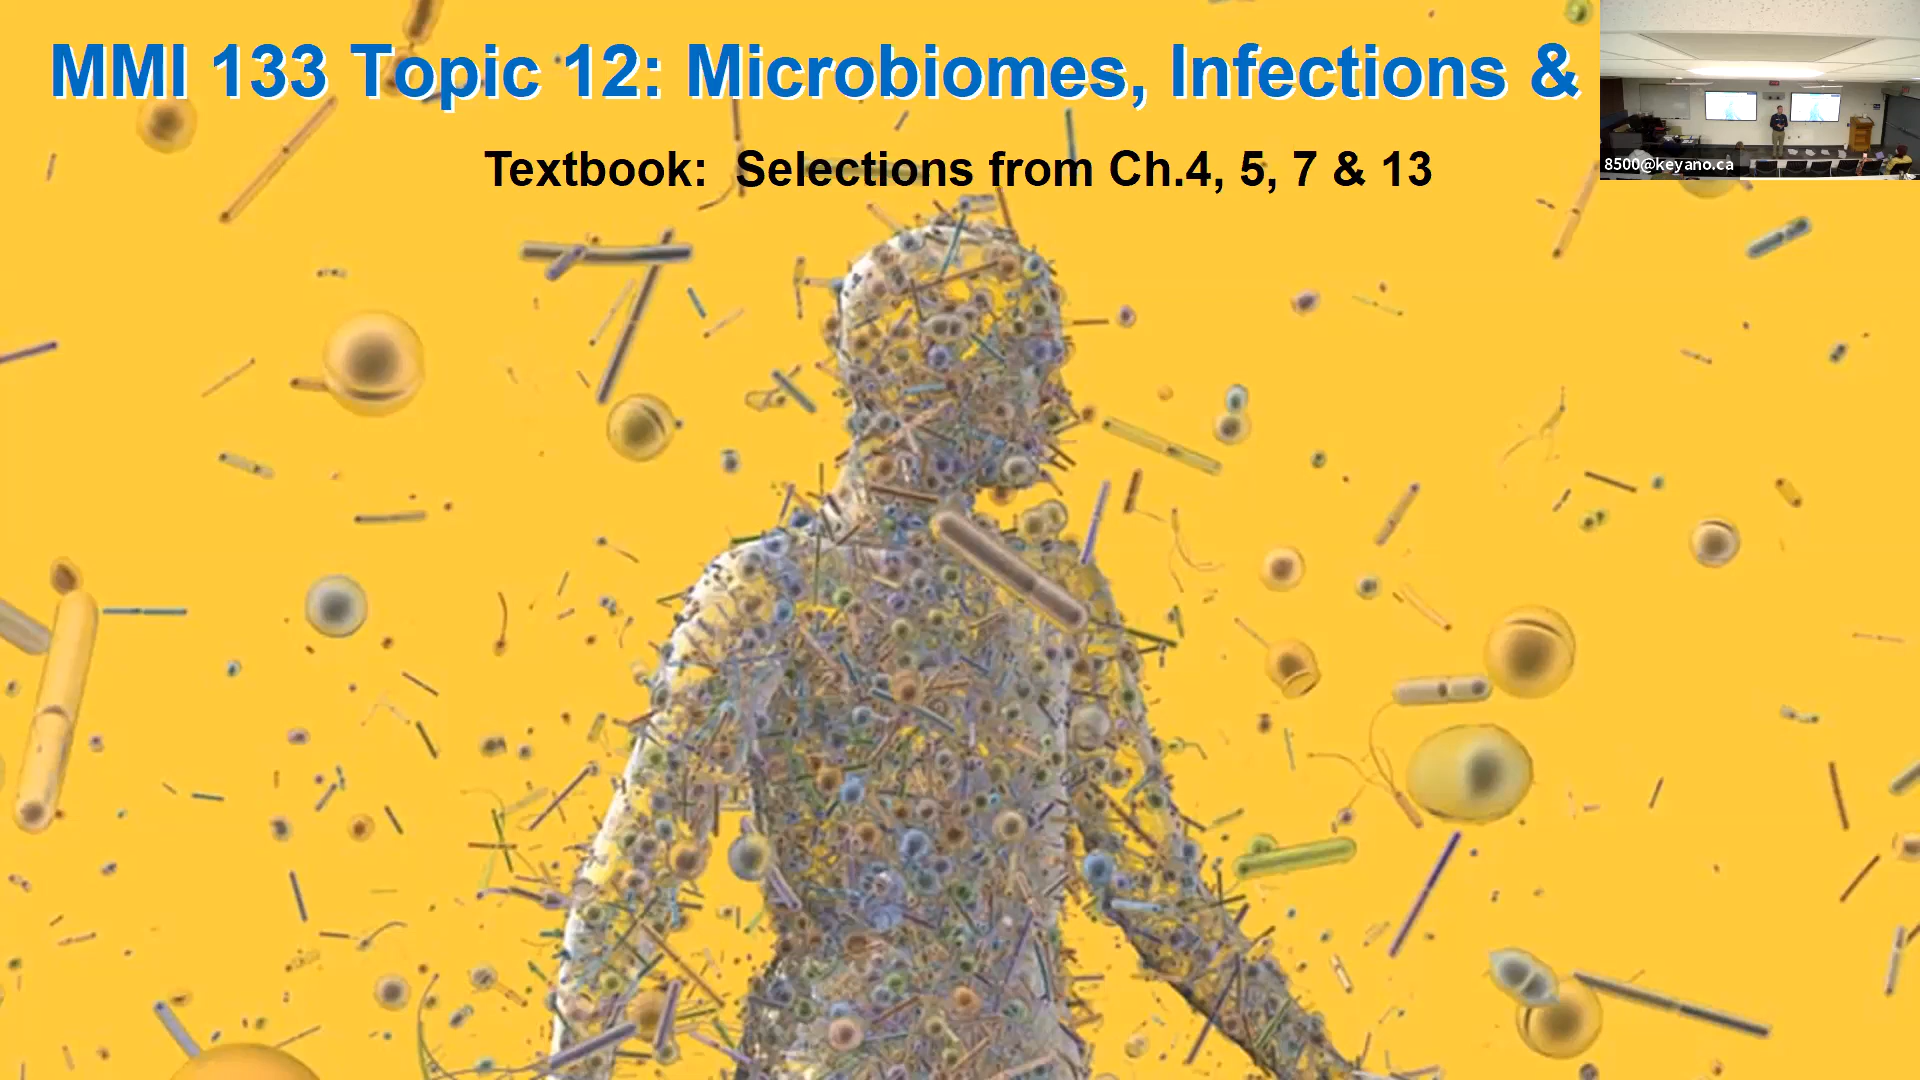 MMI 133 Topic 12: Microbiomes, Infections &
Textbook: Selections from Ch.4, 5, 7 & 13
8500@keyano.ca